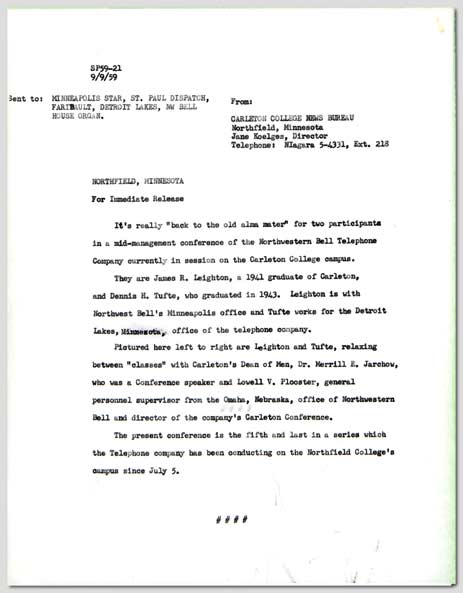 SP59-21
9/9/59
Sent to: MINNEAPOLIS STAR, ST. PAUL DISPATCH,
FARIBAULT, DETROIT LAKES, NW BELL
HOUSE ORGAN.
From:
CARLETON COLLEGE NEWS BUREAU
Northfield, Minnesota
Jane Koelges, Director
Telephone: NIagara 5-4331, Ext. 218
NORTHFIELD, MINNESOTA
For Immediate Release
It's really "back to the old alma mater" for two participants
in a mid-management conference of the Northwestern Bell Telephone
Company currently in session on the Carleton College campus.
They are James R. Leighton, a 1941 graduate of Carleton,
and Dennis H. Tufte, who graduated in 1943. Leighton is with
Northwest Bell's Minneapolis office and Tufte works for the Detroit
Lakes, Minnesota, office of the telephone company.
Pictured here left to right are Leighton and Tufte, relaxing
between "classes" with Carleton's Dean of Men, Dr. Merrill E. Jarchow,
who was a Conference speaker and Lowell V. Plooster, general
personnel supervisor from the Omaha, Nebraska, office of Northwestern
Bell and director of the company's Carleton Conference.
The present conference is the fifth and last in a series which
the Telephone company has been conducting on the Northfield College's
campus since July 5.
####